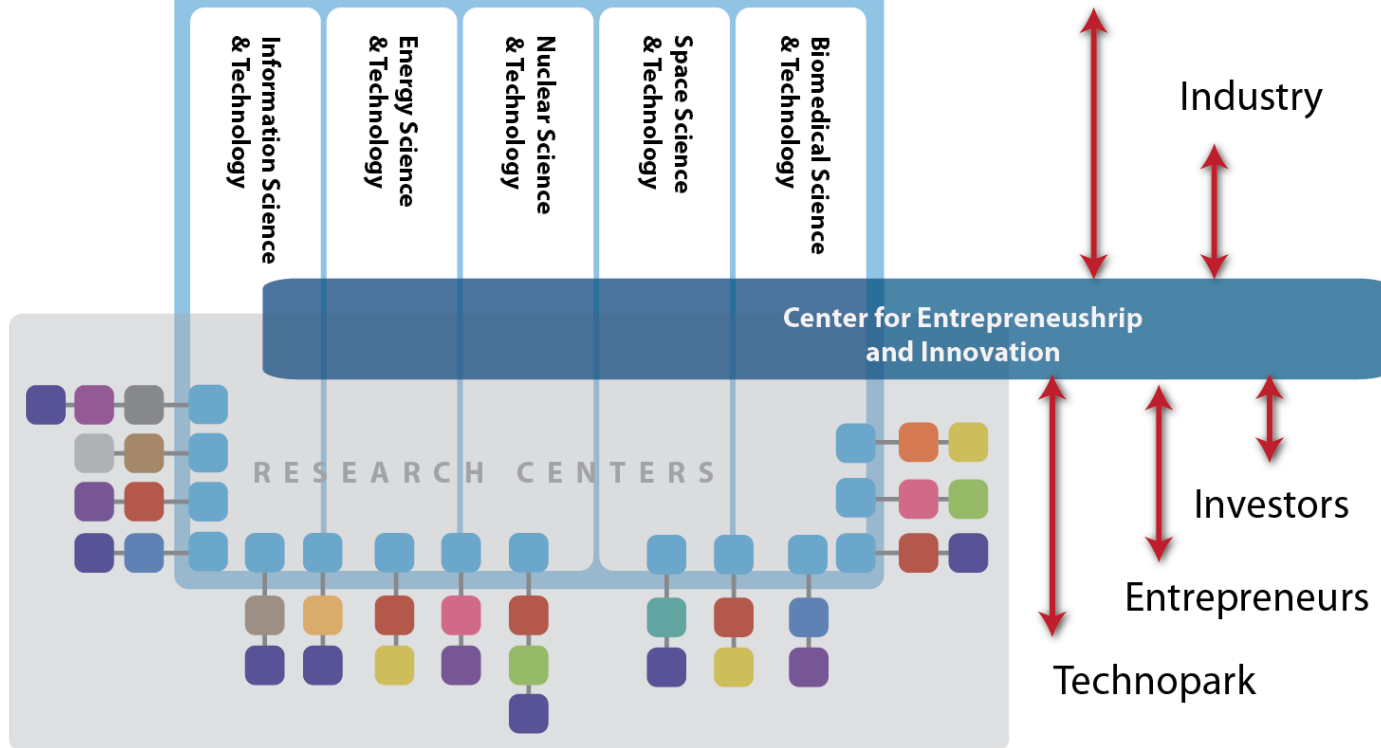 Information Science
& Technology
Energy Science
& Technology
Nuclear Science
& Technology
Space Science
& Technology
Biomedical Science
& Technology
Industry
Center for Entrepreneushrip
and Innovation
RESEARCH CENTERS
Investors
Entrepreneurs
Technopark